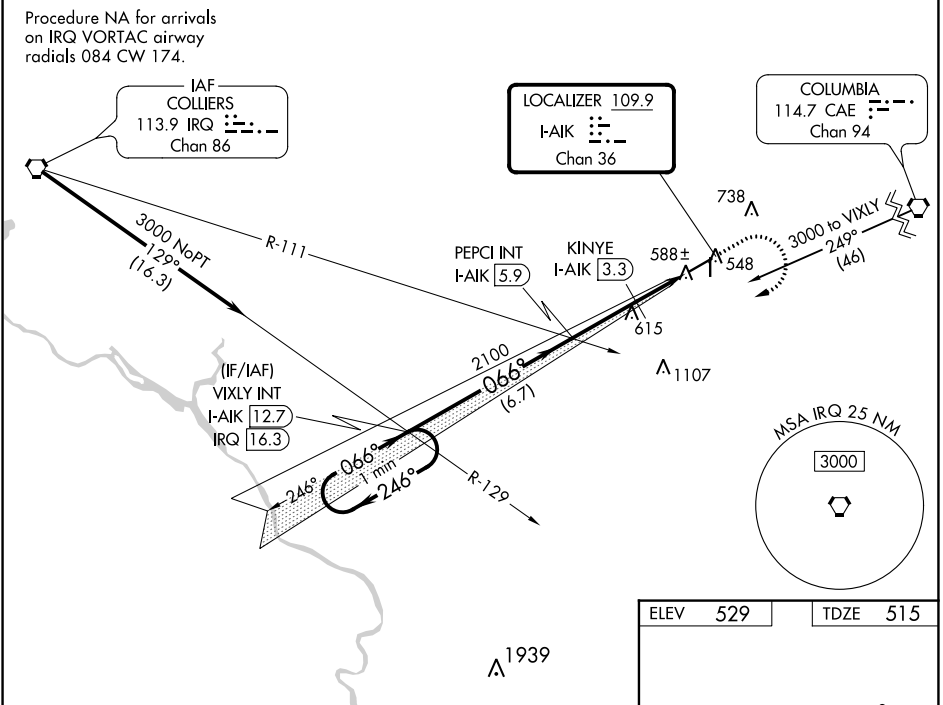 Procedure NA for arrivals
on IRQ VORTAC airway
radials 084 CW 174.
IAF
COLLIERS
113.9 IRQ
Chan 86
LOCALIZER 109.9
I-AIK
Chan 36
COLUMBIA
114.7 CAE
Chan 94
3000 NoPT
129°
(16.3)
R-111
PEPCI INT
I-AIK 5.9
KINYE
I-AIK 3.3
738
588±
548
3000 to VIXLY
249°
(46)
615
1107
2100
066°
(6.7)
(IF/IAF)
VIXLY INT
I-AIK 12.7
IRQ 16.3
246°
066°
1 min
246°
R-129
MSA IRQ 25 NM
3000
ELEV 529
TDZE 515
1939